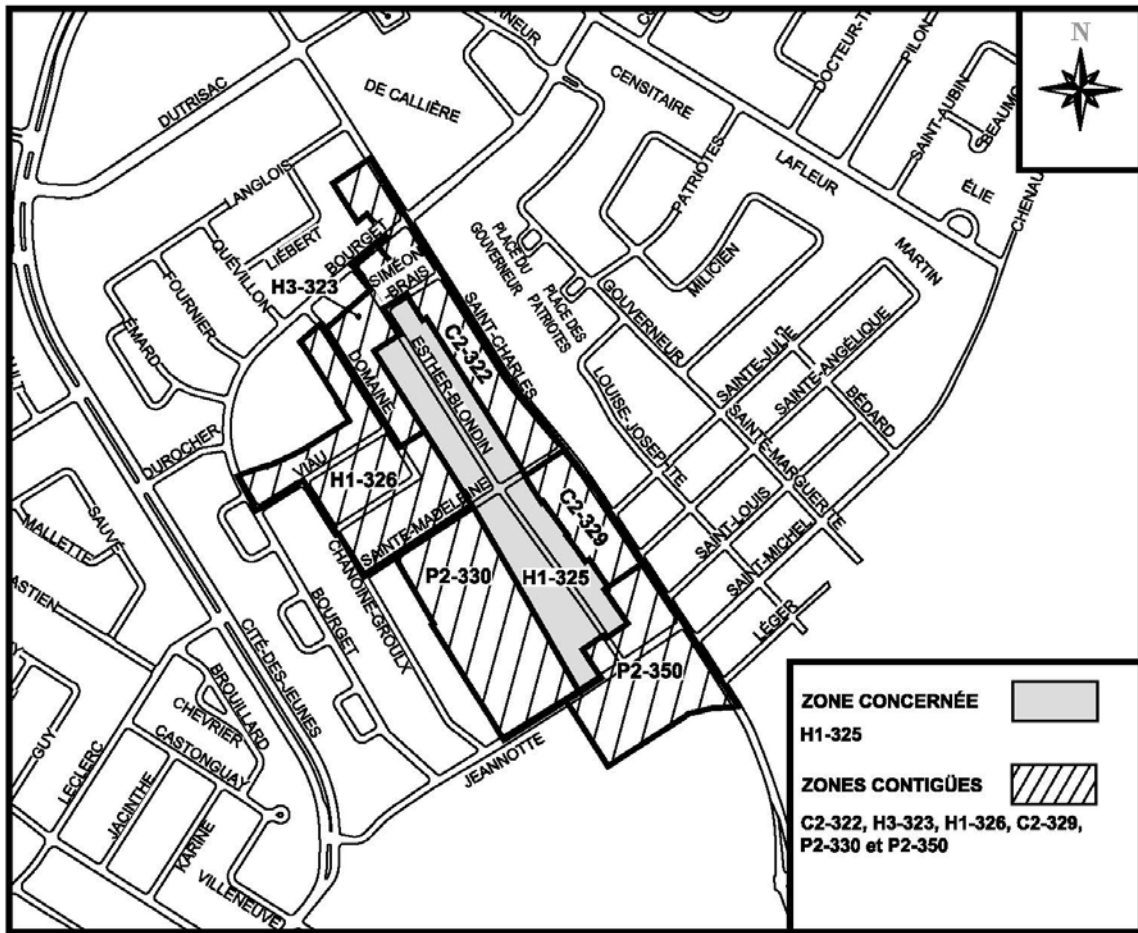 N
DUTRISAC
DE CALLIÈRE
CENSITAIRE
PILON
SAINT-AUBIN
ÉLIE
LAFLEUR
PATRIOTES
LANGLOIS
LIÉBERT
BOURGET
QUÉVILLON
FOURNIER
ÉMARD
H3-323
SIMÉON-
BRAIS
PLACE DU
GOUVERNEUR
PLACE DES
PATRIOTES
MILICIEN
MARTIN
GOUVERNEUR
SAINT-CHARLES
C2-322
ESTHER-BLONDIN
DOMAINE
LOUISE-JOSEPHTE
SAINTE-JULIE
SAINTE-ANGÉLIQUE
BÉDARD
SAINTE-MARGUERITE
DUROCHER
VIAU
H1-326
SAINTE-MADELEINE
C2-329
SAINT-LOUIS
SAINT-MICHEL
LÉGER
MALLETTE
SAUVÉ
CHANOINE-GROULX
BOURGET
P2-330
H1-325
P2-350
CITÉ-DES-JEUNES
BROUILLARD
CHEVRIER
CASTONGUAY
GUY
LECLERC
JACINTHE
KARINE
VILLENEUVE
JEANNOTTE
ZONE CONCERNÉE
H1-325
ZONES CONTIGÜES
C2-322, H3-323, H1-326, C2-329,
P2-330 et P2-350